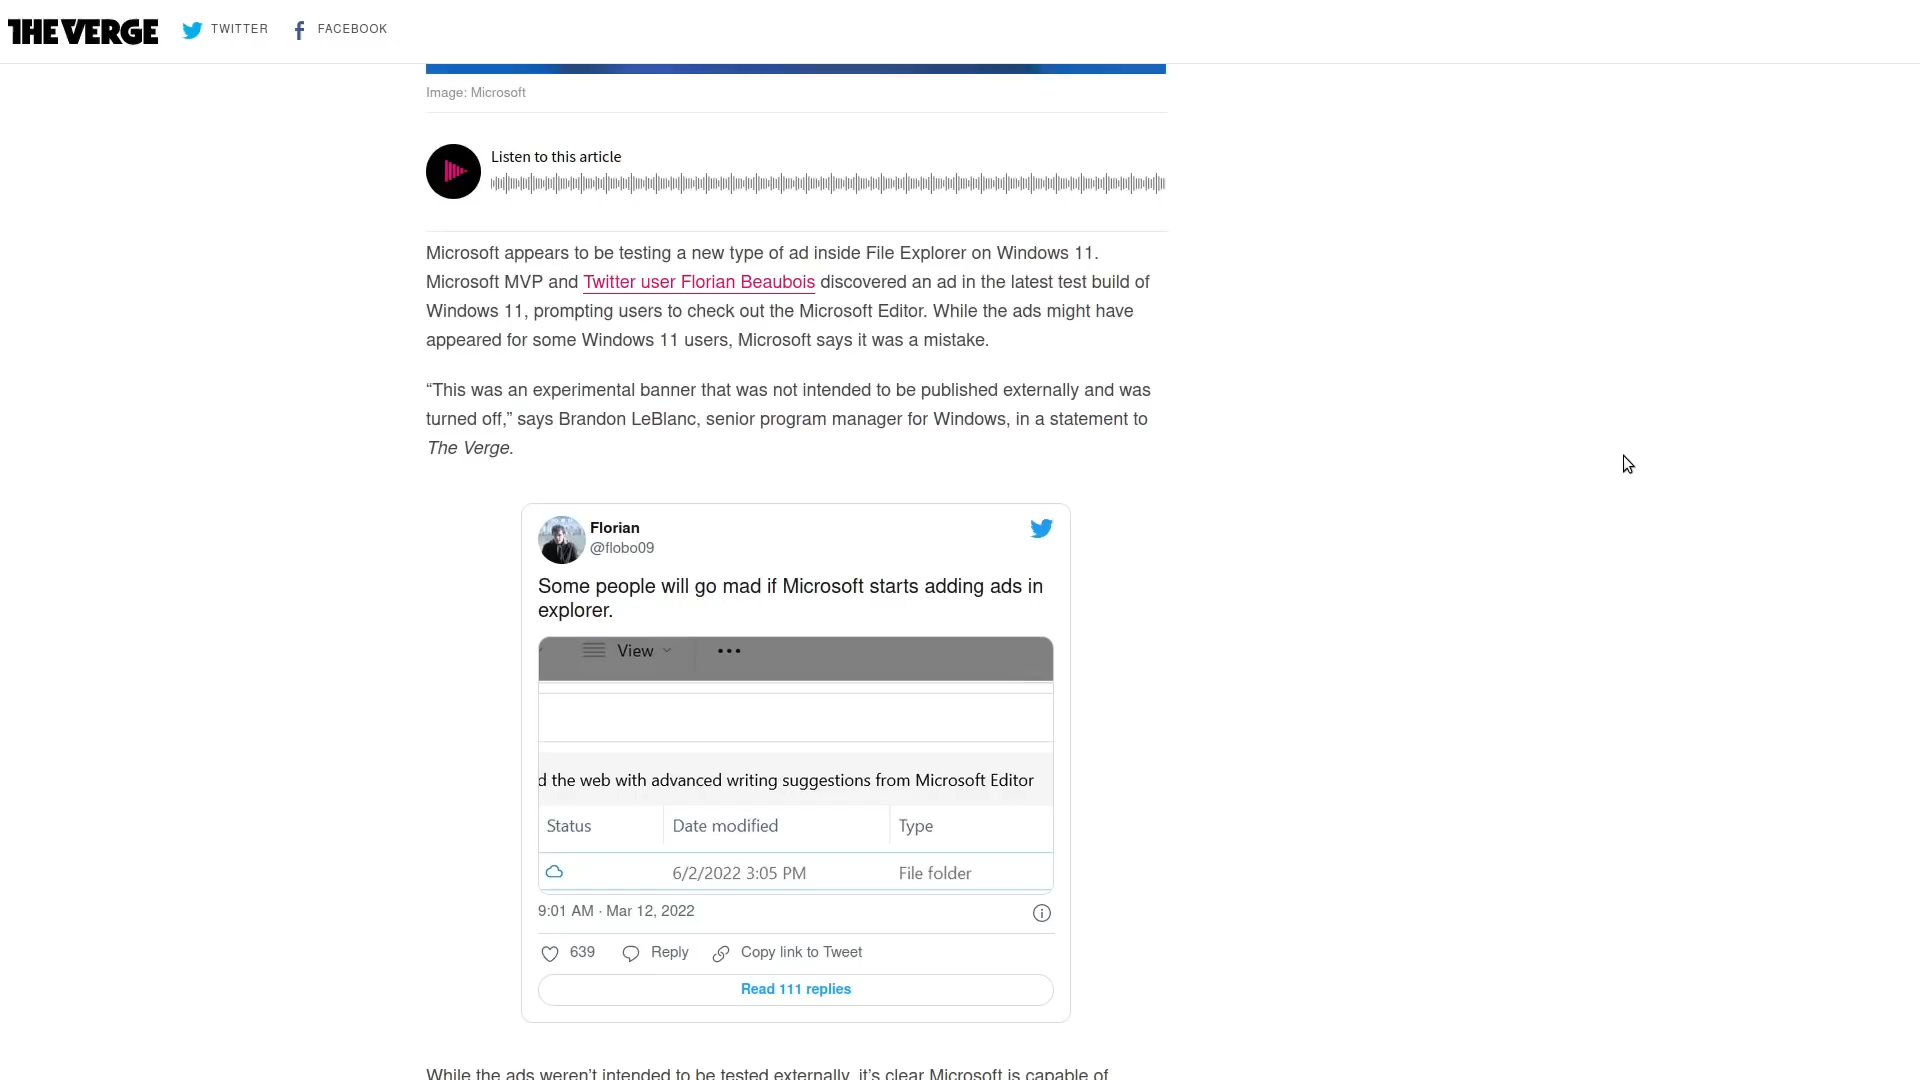 THE VERGE TWITTER FACEBOOK
Image: Microsoft
Listen to this article
Microsoft appears to be testing a new type of ad inside File Explorer on Windows 11.
Microsoft MVP and Twitter user Florian Beaubois discovered an ad in the latest test build of
Windows 11, prompting users to check out the Microsoft Editor. While the ads might have
appeared for some Windows 11 users, Microsoft says it was a mistake.
“This was an experimental banner that was not intended to be published externally and was
turned off,” says Brandon LeBlanc, senior program manager for Windows, in a statement to
The Verge.
Florian
@flobo09
Some people will go mad if Microsoft starts adding ads in
explorer.
View
d the web with advanced writing suggestions from Microsoft Editor
Status Date modified Type
6/2/2022 3:05 PM File folder
9:01 AM · Mar 12, 2022
639 Reply Copy link to Tweet
Read 111 replies
While the ads weren’t intended to be tested externally, it’s clear Microsoft is capable of